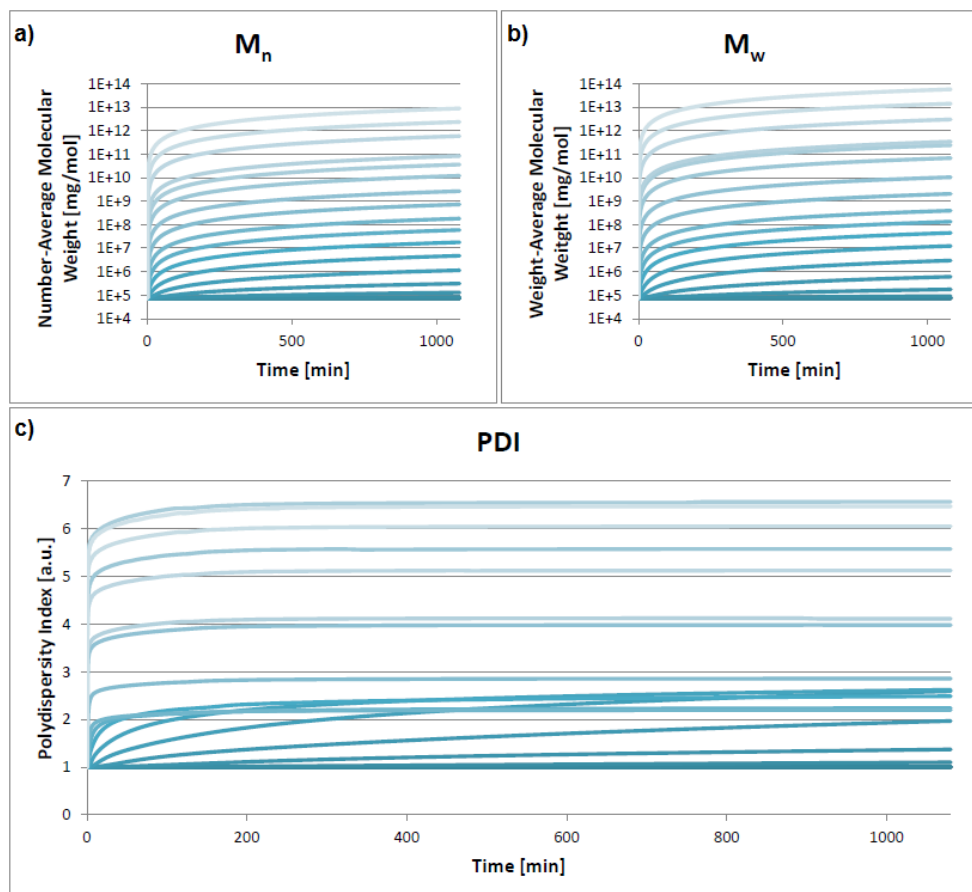 a)
M_n
Number-Average Molecular
Weight [mg/mol]
1E+14
1E+13
1E+12
1E+11
1E+10
1E+9
1E+8
1E+7
1E+6
1E+5
1E+4
0
500
1000
Time [min]
b)
M_w
Weight-Average Molecular
Weitght [mg/mol]
1E+14
1E+13
1E+12
1E+11
1E+10
1E+9
1E+8
1E+7
1E+6
1E+5
1E+4
0
500
1000
Time [min]
c)
PDI
Polydispersity Index [a.u.]
7
6
5
4
3
2
1
0
0
200
400
600
800
1000
Time [min]